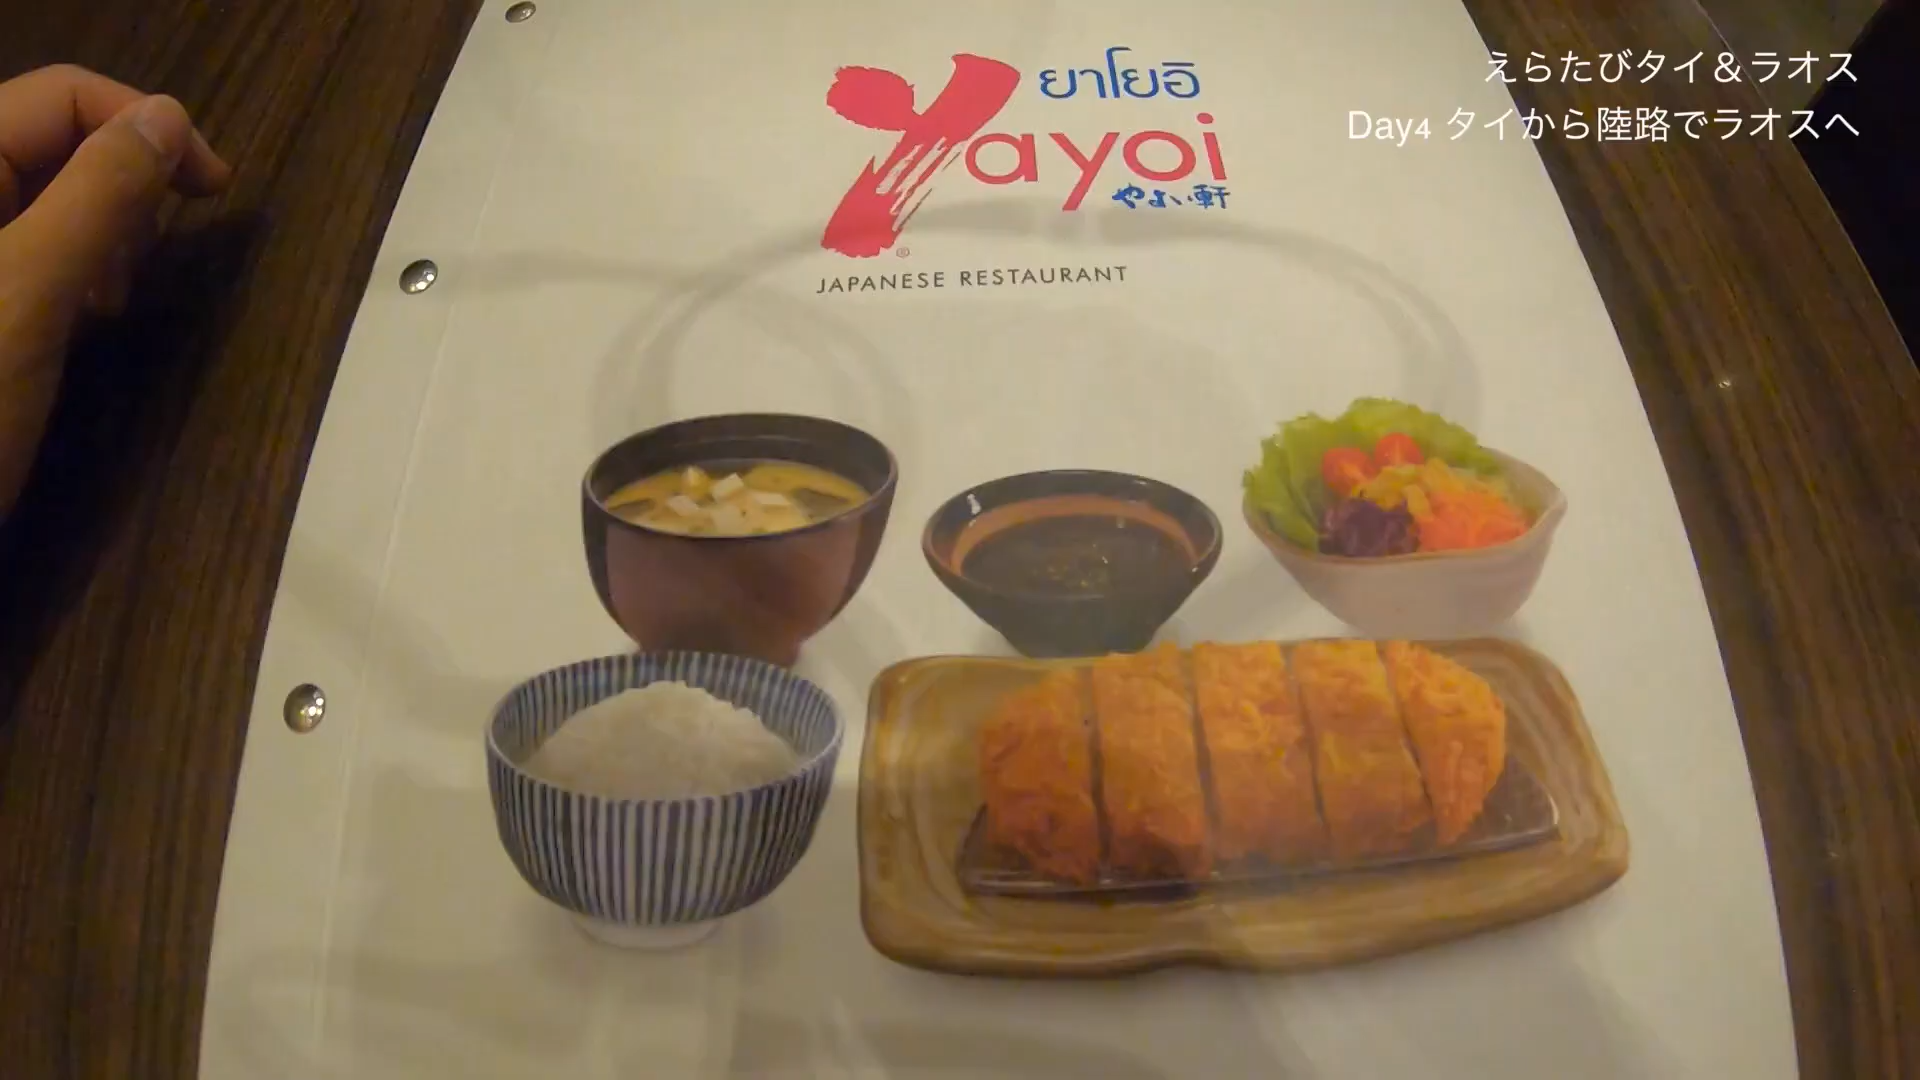 えらたびタイ＆ラオス
Day4 タイから陸路でラオスへ
ยาโยอิ
Yayoi
やよい軒
®
JAPANESE RESTAURANT